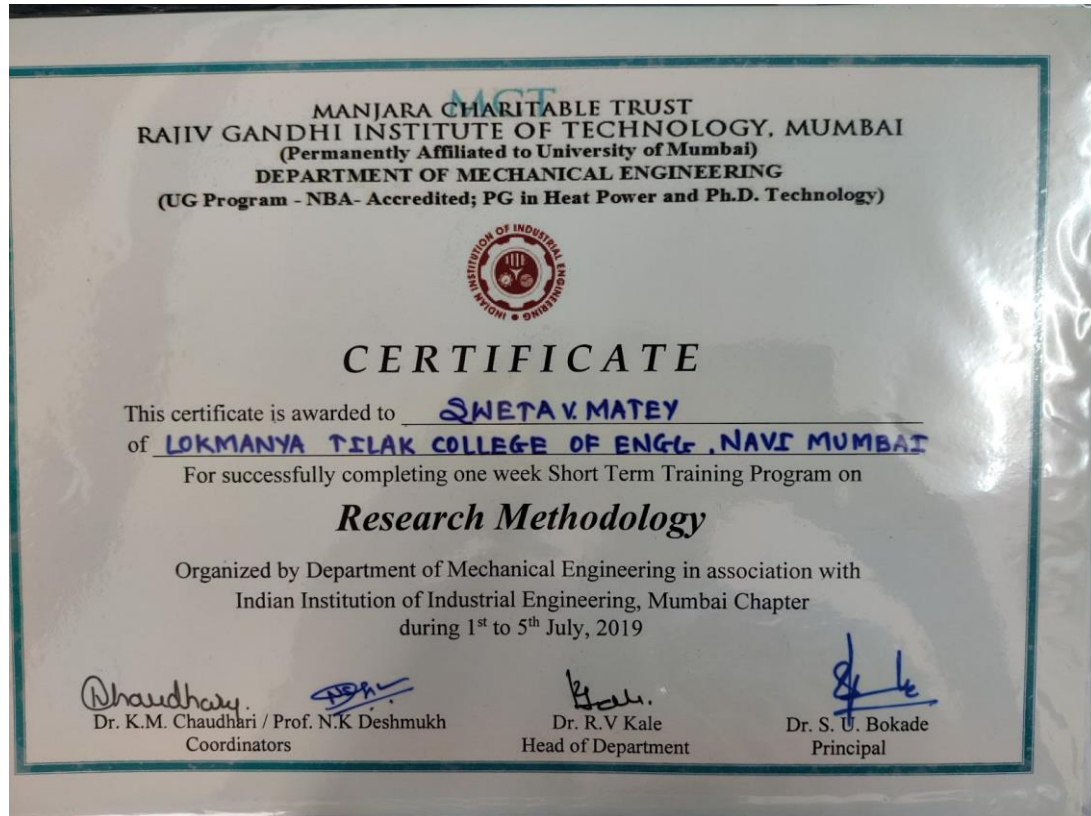 MCT
MANJARA CHARITABLE TRUST
RAJIV GANDHI INSTITUTE OF TECHNOLOGY, MUMBAI
(Permanently Affiliated to University of Mumbai)
DEPARTMENT OF MECHANICAL ENGINEERING
(UG Program - NBA- Accredited; PG in Heat Power and Ph.D. Technology)
INDIAN INSTITUTION OF INDUSTRIAL ENGINEERING
CERTIFICATE
This certificate is awarded to SWETA V. MATEY
of LOKMANYA TILAK COLLEGE OF ENGG, NAVI MUMBAI
For successfully completing one week Short Term Training Program on
Research Methodology
Organized by Department of Mechanical Engineering in association with
Indian Institution of Industrial Engineering, Mumbai Chapter
during 1st to 5th July, 2019
Dr. K.M. Chaudhari / Prof. N.K Deshmukh Dr. R.V Kale Dr. S. U. Bokade
Coordinators Head of Department Principal